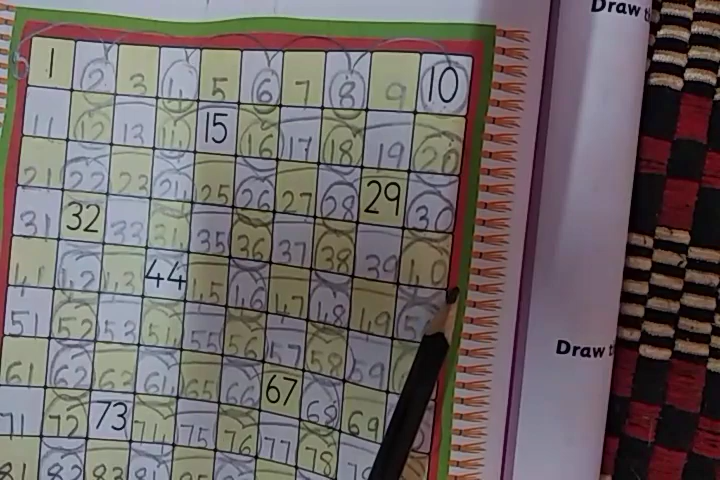 Draw
1 2 3 4 5 6 7 8 9 10
11 12 13 14 15 16 17 18 19 20
21 22 23 24 25 26 27 28 29 30
31 32 33 34 35 36 37 38 39 40
41 42 43 44 45 46 47 48 49
51 52 53 54 55 56 57 58 59
Draw
61 62 63 64 65 66 67 68 69
71 72 73 74 75 76 77 78
81 82 83